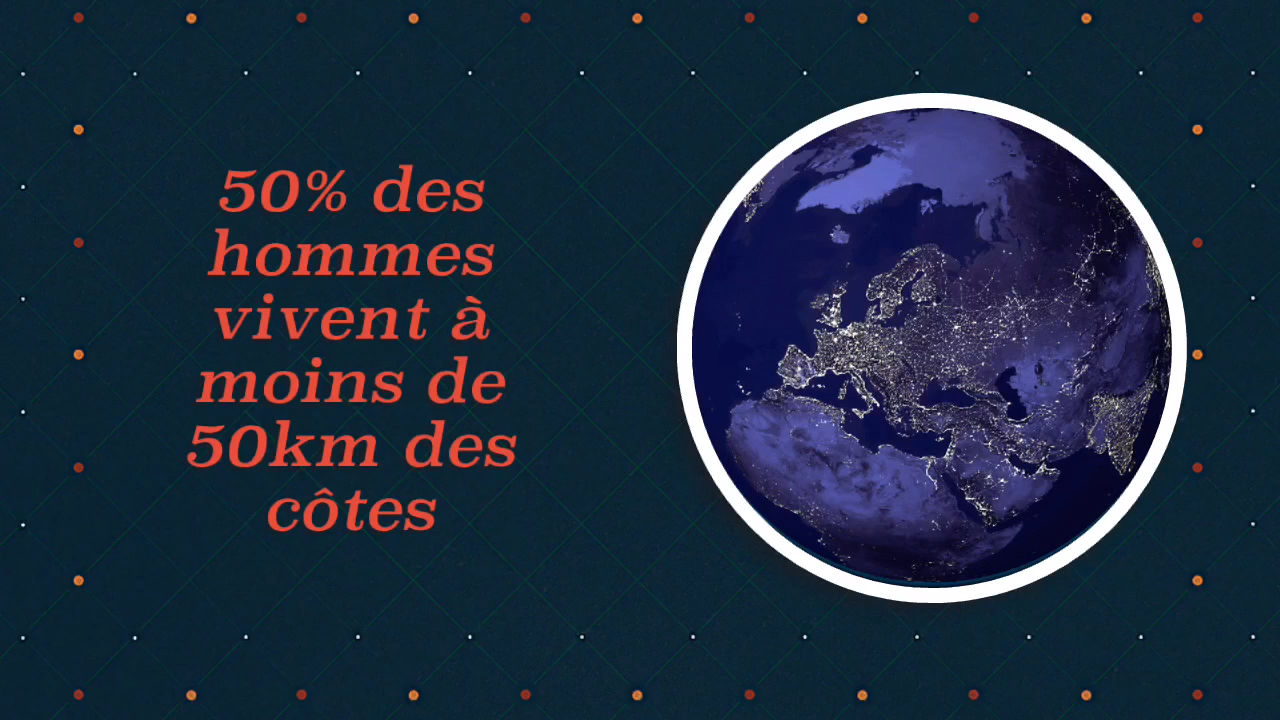 50% des
hommes
vivent à
moins de
50km des
côtes